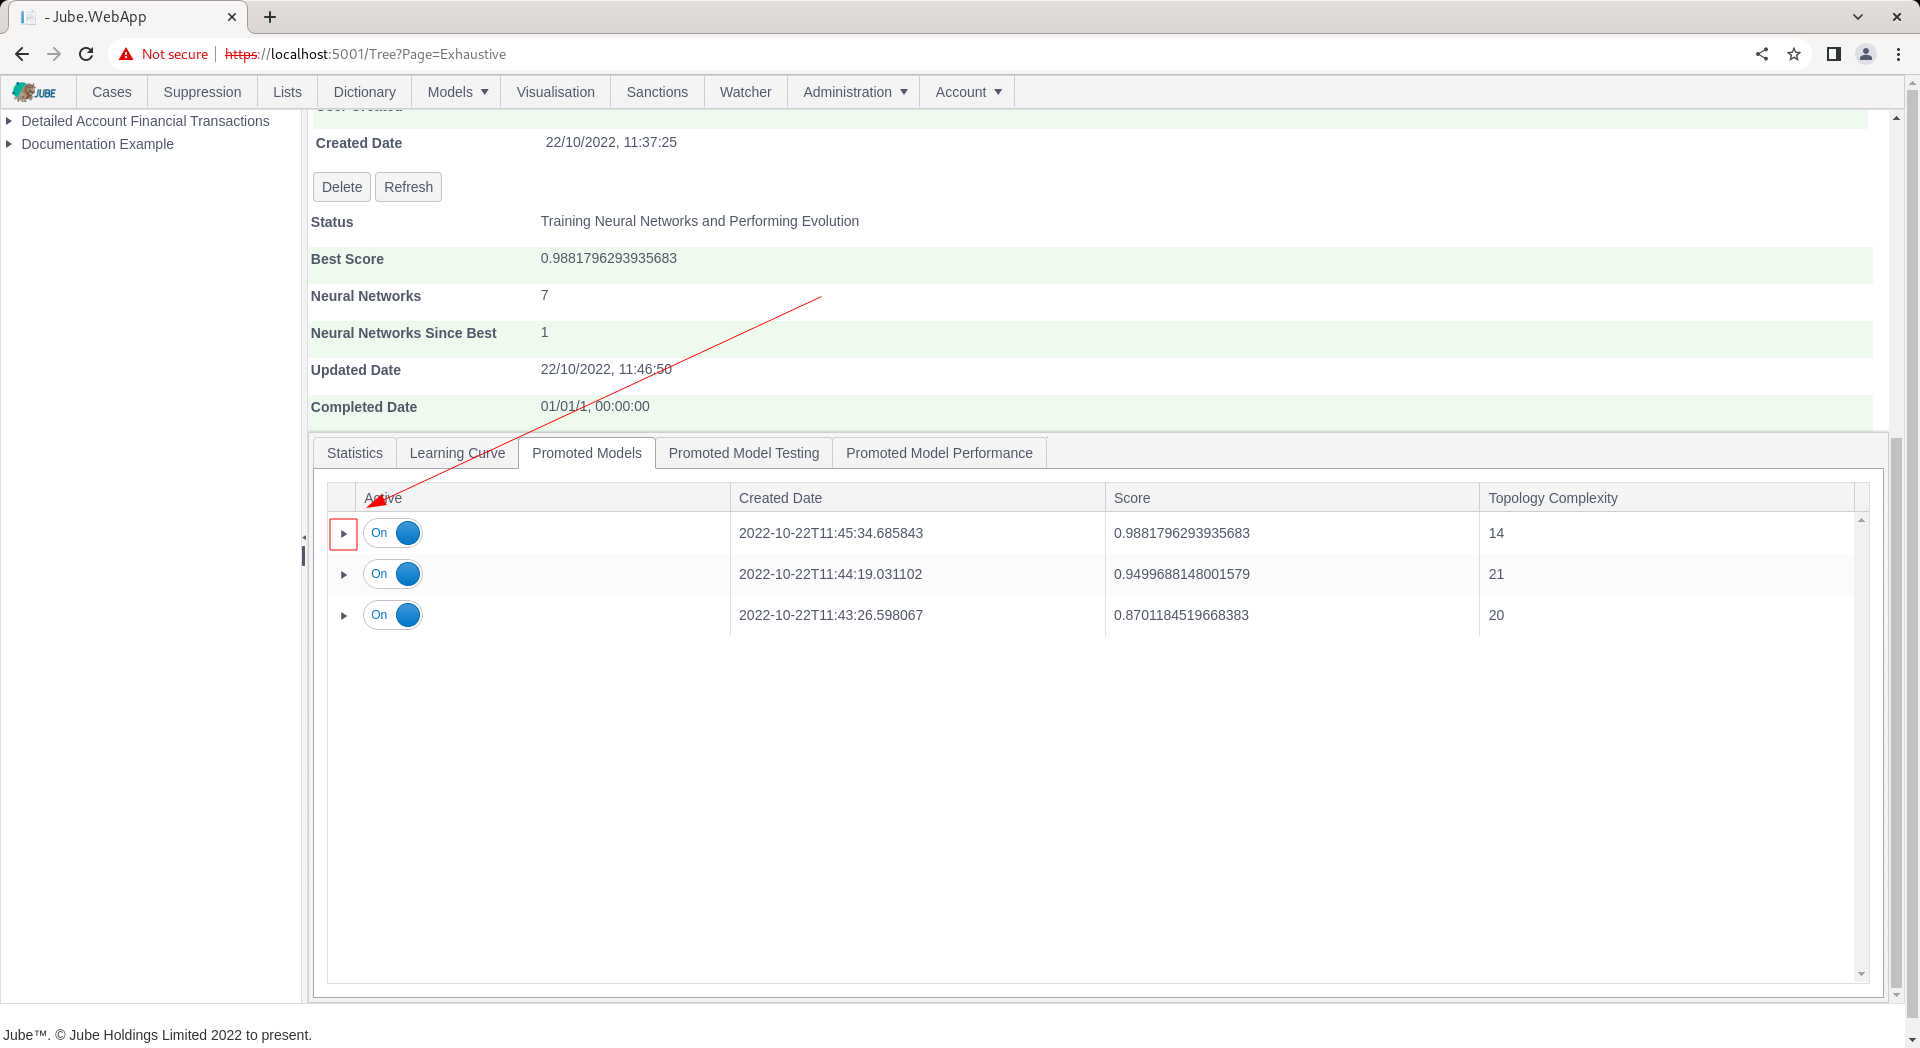 - Jube.WebApp
Not secure https://localhost:5001/Tree?Page=Exhaustive
JUBE Cases Suppression Lists Dictionary Models Visualisation Sanctions Watcher Administration Account
Detailed Account Financial Transactions
Documentation Example
User Created
Created Date 22/10/2022, 11:37:25
Delete Refresh
Status Training Neural Networks and Performing Evolution
Best Score 0.9881796293935683
Neural Networks 7
Neural Networks Since Best 1
Updated Date 22/10/2022, 11:46:50
Completed Date 01/01/1, 00:00:00
Statistics Learning Curve Promoted Models Promoted Model Testing Promoted Model Performance
Active Created Date Score Topology Complexity
On 2022-10-22T11:45:34.685843 0.9881796293935683 14
On 2022-10-22T11:44:19.031102 0.9499688148001579 21
On 2022-10-22T11:43:26.598067 0.8701184519668383 20
Jube™. © Jube Holdings Limited 2022 to present.